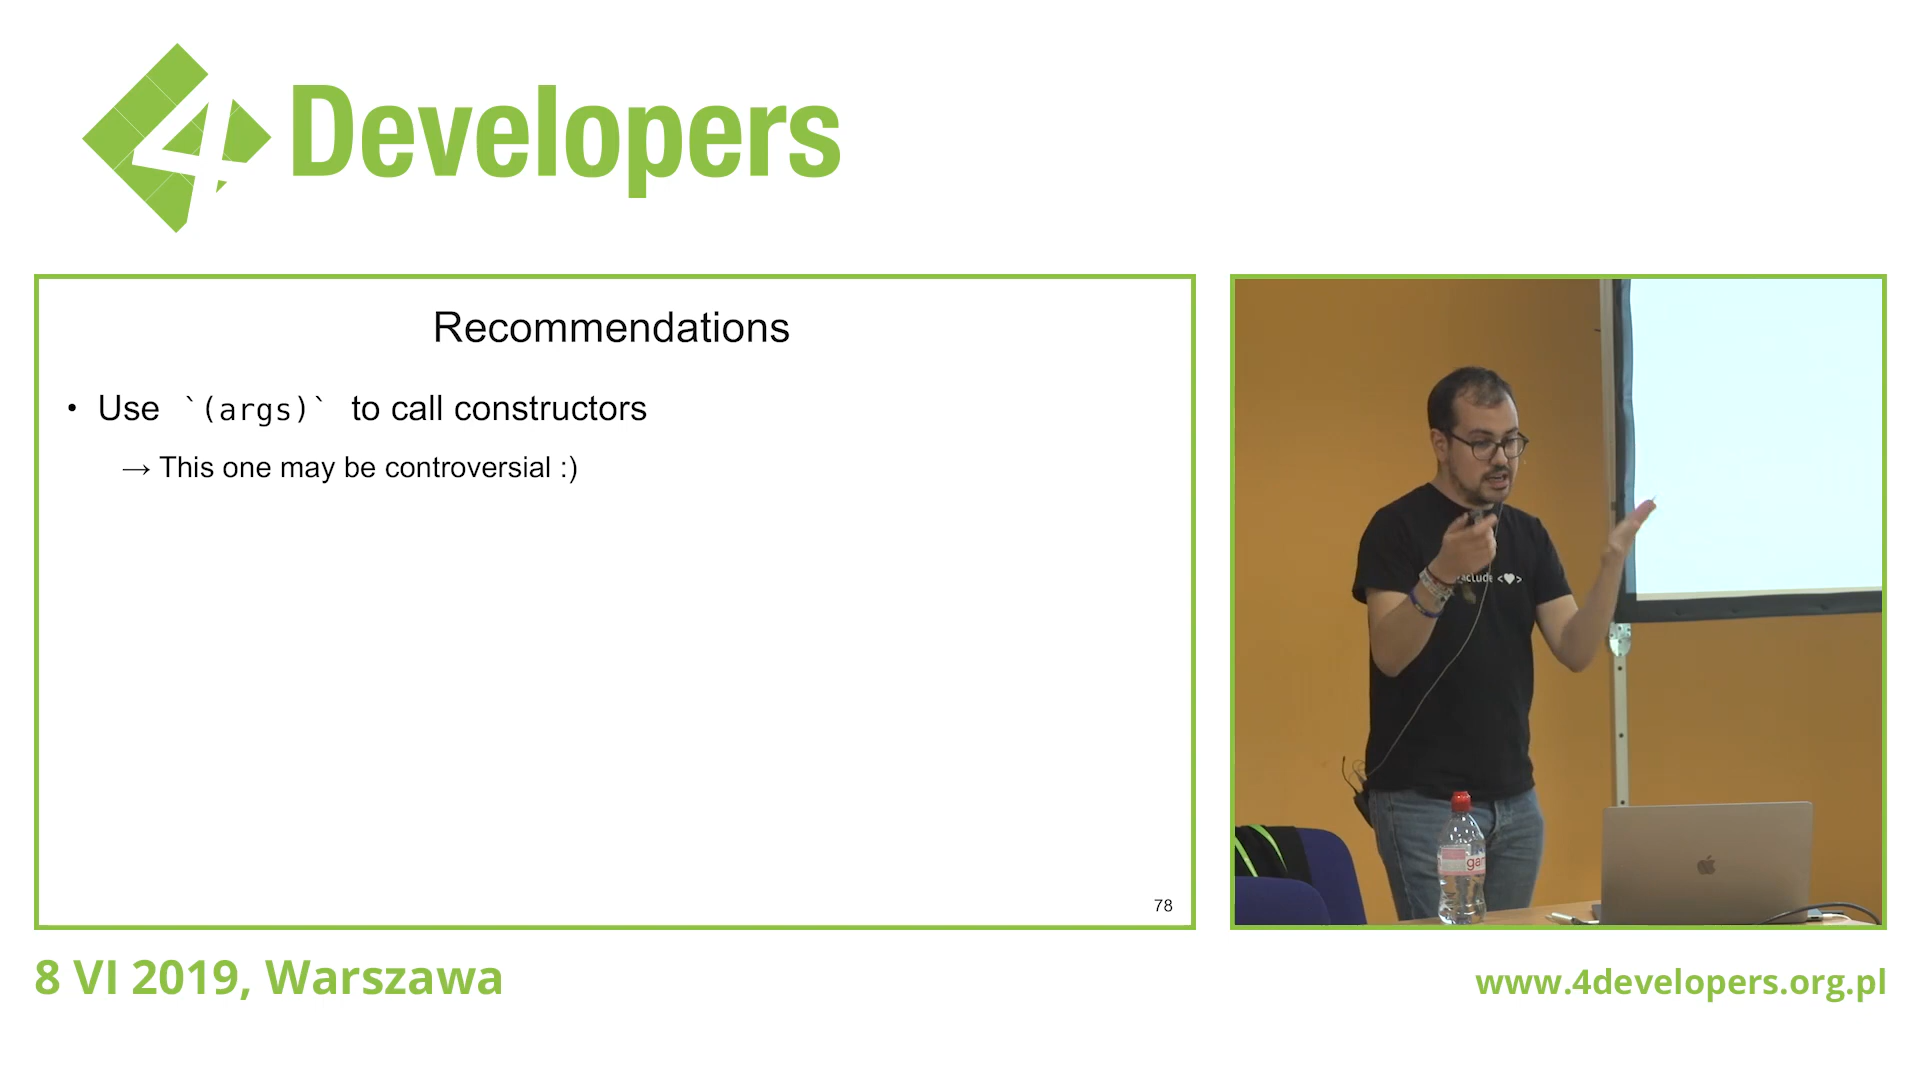 4Developers
Recommendations
• Use `(args)` to call constructors
→ This one may be controversial :)
78
<♥>
8 VI 2019, Warszawa
www.4developers.org.pl